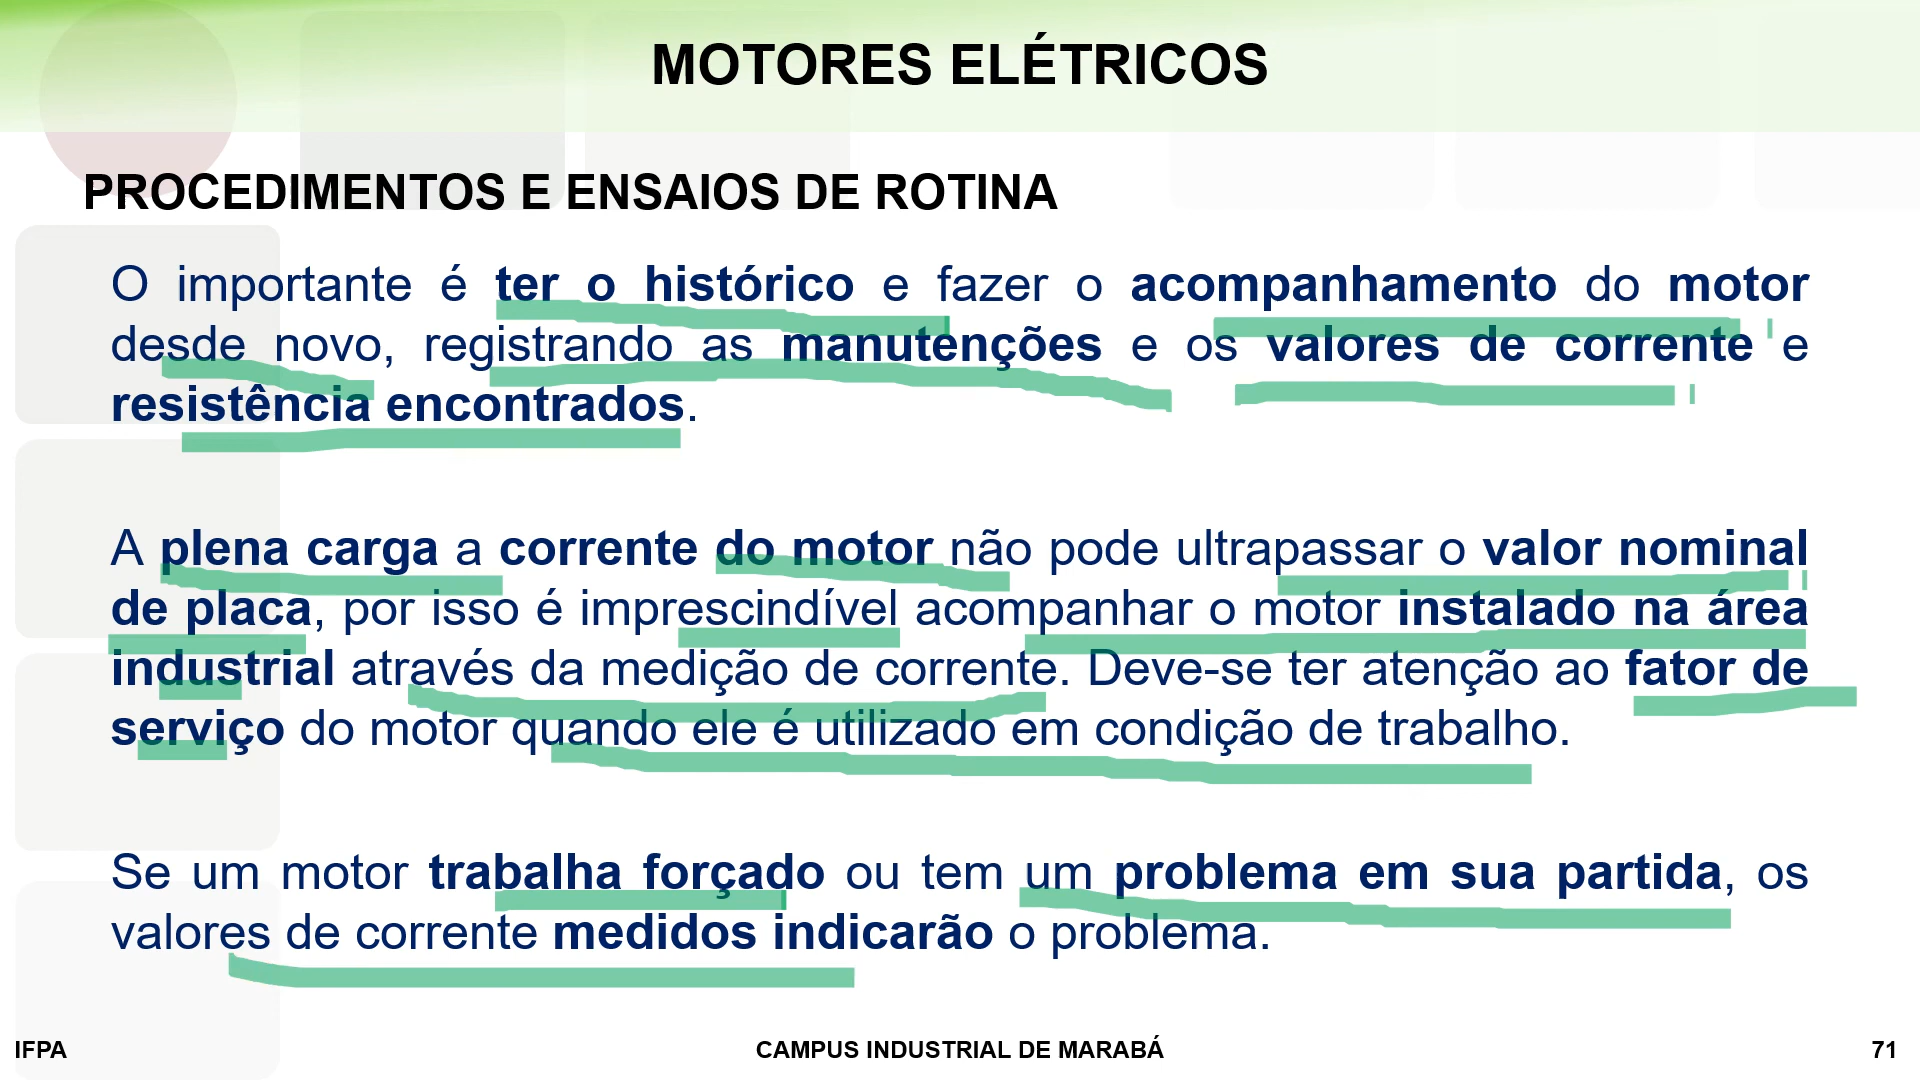 MOTORES ELÉTRICOS
PROCEDIMENTOS E ENSAIOS DE ROTINA
O importante é ter o histórico e fazer o acompanhamento do motor
desde novo, registrando as manutenções e os valores de corrente e
resistência encontrados.
A plena carga a corrente do motor não pode ultrapassar o valor nominal
de placa, por isso é imprescindível acompanhar o motor instalado na área
industrial através da medição de corrente. Deve-se ter atenção ao fator de
serviço do motor quando ele é utilizado em condição de trabalho.
Se um motor trabalha forçado ou tem um problema em sua partida, os
valores de corrente medidos indicarão o problema.
IFPA
CAMPUS INDUSTRIAL DE MARABÁ
71